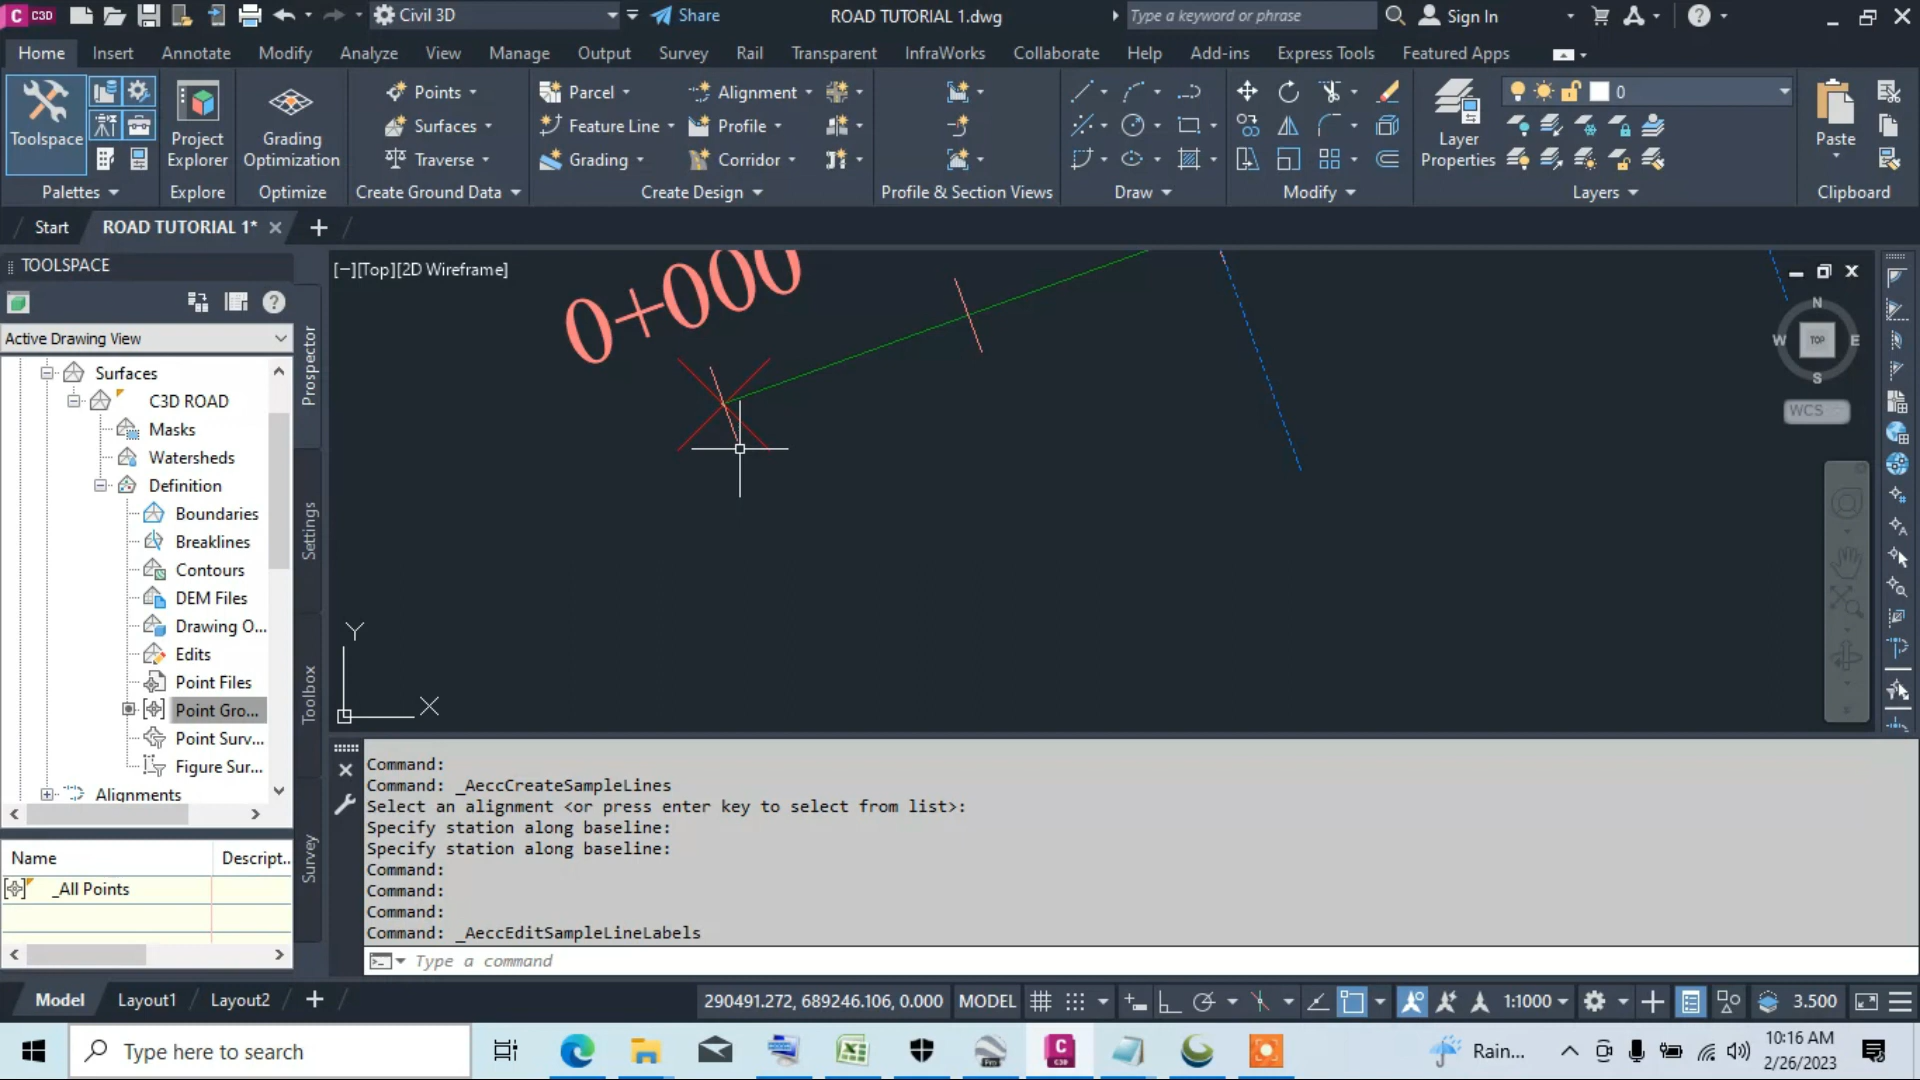 C 3D
Civil 3D
Share
ROAD TUTORIAL 1.dwg
Type a keyword or phrase
Sign In
Home
Insert
Annotate
Modify
Analyze
View
Manage
Output
Survey
Rail
Transparent
InfraWorks
Collaborate
Help
Add-ins
Express Tools
Featured Apps
Toolspace
Project
Explorer
Grading
Optimization
Points
Surfaces
Traverse
Parcel
Feature Line
Grading
Alignment
Profile
Corridor
Layer
Properties
0
Paste
Palettes
Explore
Optimize
Create Ground Data
Create Design
Profile & Section Views
Draw
Modify
Layers
Clipboard
Start
ROAD TUTORIAL 1*
TOOLSPACE
Active Drawing View
Surfaces
C3D ROAD
Masks
Watersheds
Definition
Boundaries
Breaklines
Contours
DEM Files
Drawing O...
Edits
Point Files
Point Gro...
Point Surv...
Figure Sur...
Alignments
Prospector
Settings
Toolbox
Survey
Name
Descript..
_All Points
[−][Top][2D Wireframe]
0+000
N
W
TOP
E
S
WCS
Y
X
Command:
Command: _AeccCreateSampleLines
Select an alignment <or press enter key to select from list>:
Specify station along baseline:
Specify station along baseline:
Command:
Command:
Command:
Command: _AeccEditSampleLineLabels
Type a command
Model
Layout1
Layout2
290491.272, 689246.106, 0.000
MODEL
1:1000
3.500
Type here to search
Rain...
10:16 AM
2/26/2023